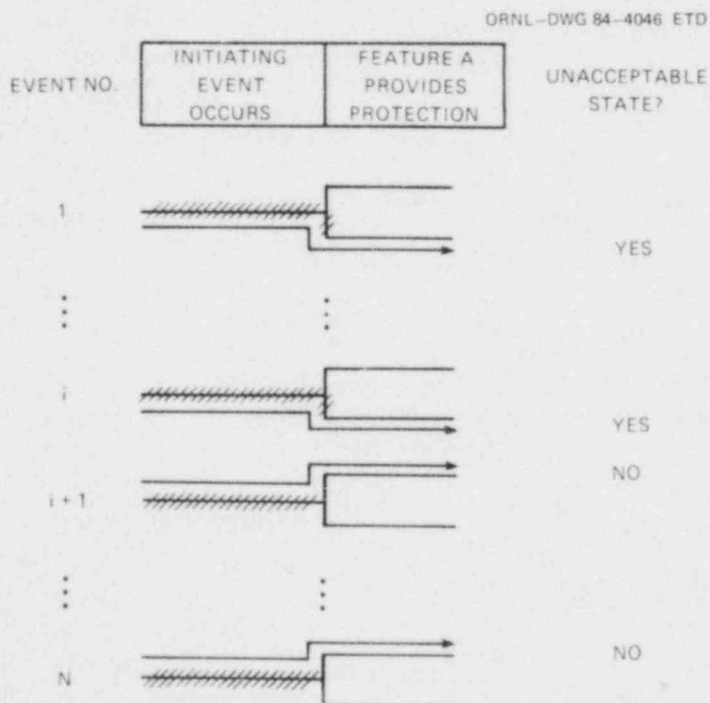 ORNL-DWG 84-4046 ETD
EVENT NO.
INITIATING
EVENT
OCCURS
FEATURE A
PROVIDES
PROTECTION
UNACCEPTABLE
STATE?
1
YES
i
YES
NO
i + 1
NO
N